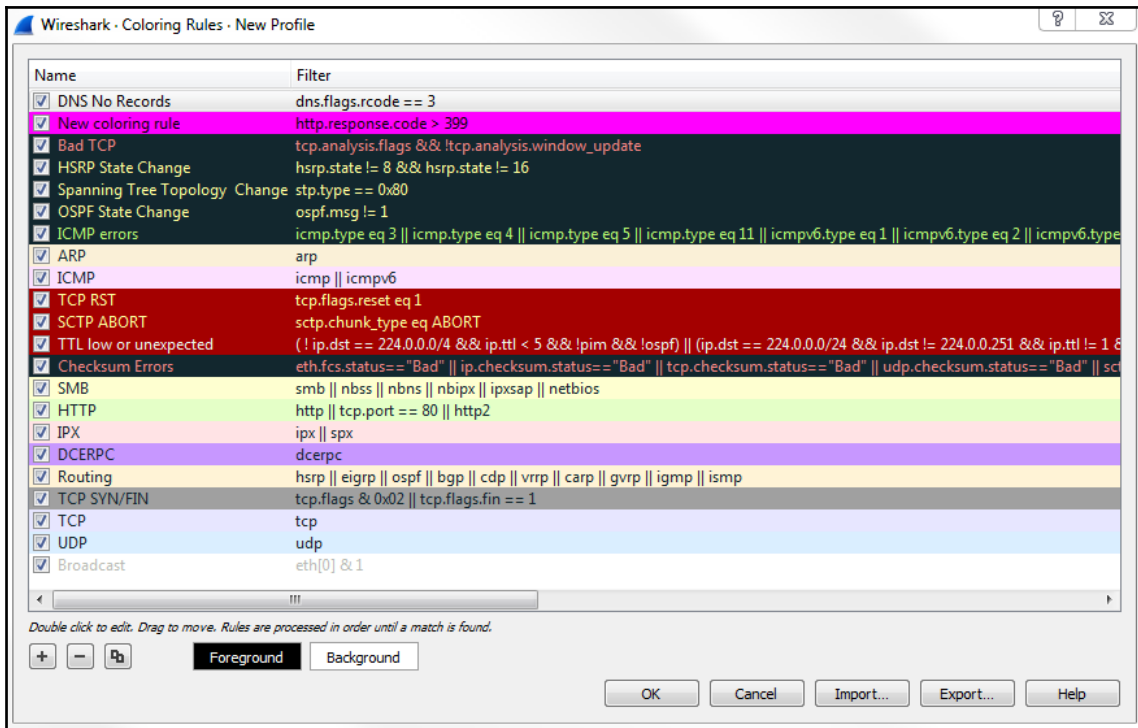 Wireshark · Coloring Rules · New Profile
Name Filter
DNS No Records dns.flags.rcode == 3
New coloring rule http.response.code > 399
Bad TCP tcp.analysis.flags && !tcp.analysis.window_update
HSRP State Change hsrp.state != 8 && hsrp.state != 16
Spanning Tree Topology  Change stp.type == 0x80
OSPF State Change ospf.msg != 1
ICMP errors icmp.type eq 3 || icmp.type eq 4 || icmp.type eq 5 || icmp.type eq 11 || icmpv6.type eq 1 || icmpv6.type eq 2 || icmpv6.type
ARP arp
ICMP icmp || icmpv6
TCP RST tcp.flags.reset eq 1
SCTP ABORT sctp.chunk_type eq ABORT
TTL low or unexpected ( ! ip.dst == 224.0.0.0/4 && ip.ttl < 5 && !pim && !ospf) || (ip.dst == 224.0.0.0/24 && ip.dst != 224.0.0.251 && ip.ttl != 1 &
Checksum Errors eth.fcs.status=="Bad" || ip.checksum.status=="Bad" || tcp.checksum.status=="Bad" || udp.checksum.status=="Bad" || sct
SMB smb || nbss || nbns || nbipx || ipxsap || netbios
HTTP http || tcp.port == 80 || http2
IPX ipx || spx
DCERPC dcerpc
Routing hsrp || eigrp || ospf || bgp || cdp || vrrp || carp || gvrp || igmp || ismp
TCP SYN/FIN tcp.flags & 0x02 || tcp.flags.fin == 1
TCP tcp
UDP udp
Broadcast eth[0] & 1
Double click to edit. Drag to move. Rules are processed in order until a match is found.
Foreground Background
OK Cancel Import... Export... Help